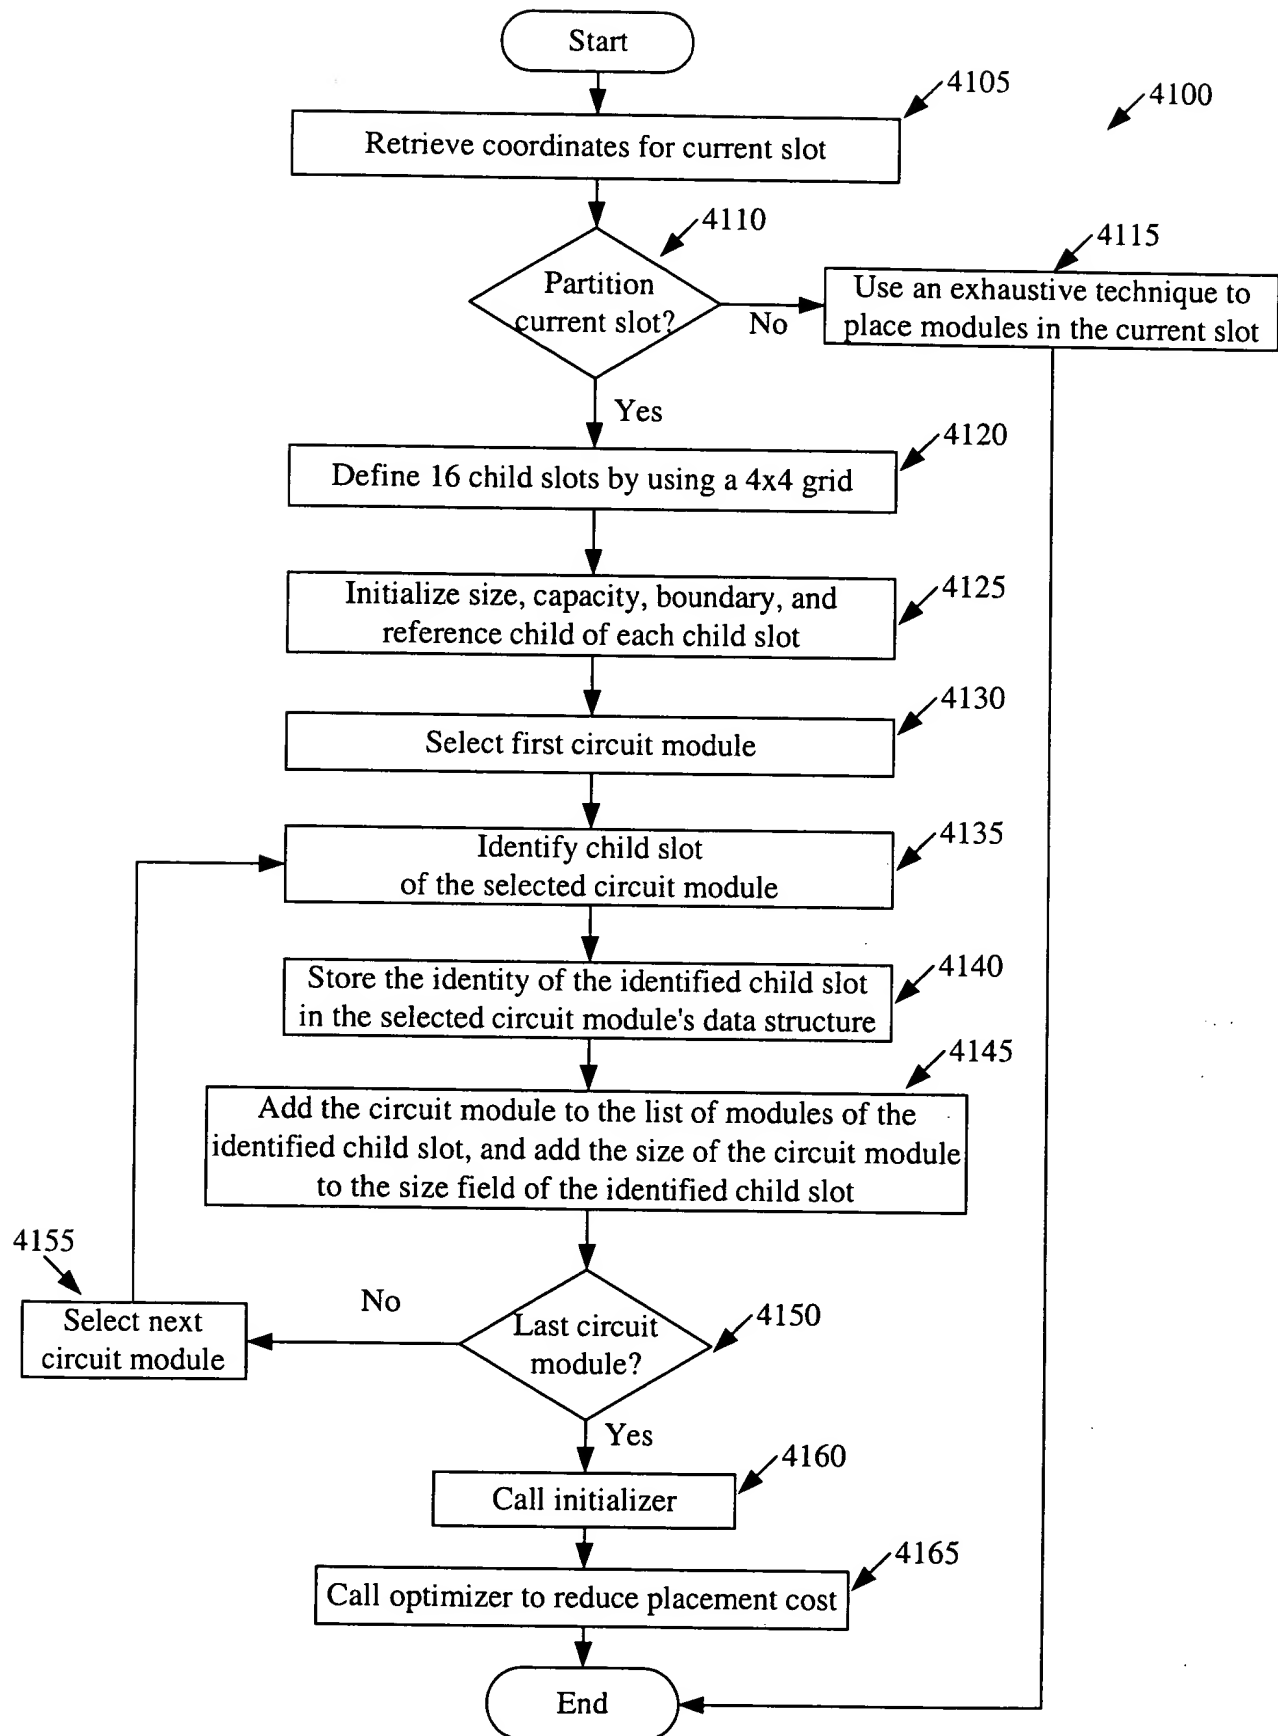 Start
4105
4100
Retrieve coordinates for current slot
4110
4115
Partition
current slot?
No
Use an exhaustive technique to
place modules in the current slot
Yes
4120
Define 16 child slots by using a 4x4 grid
4125
Initialize size, capacity, boundary, and
reference child of each child slot
4130
Select first circuit module
4135
Identify child slot
of the selected circuit module
4140
Store the identity of the identified child slot
in the selected circuit module's data structure
4145
Add the circuit module to the list of modules of the
identified child slot, and add the size of the circuit module
to the size field of the identified child slot
4155
Select next
circuit module
No
Last circuit
module?
4150
Yes
4160
Call initializer
4165
Call optimizer to reduce placement cost
End